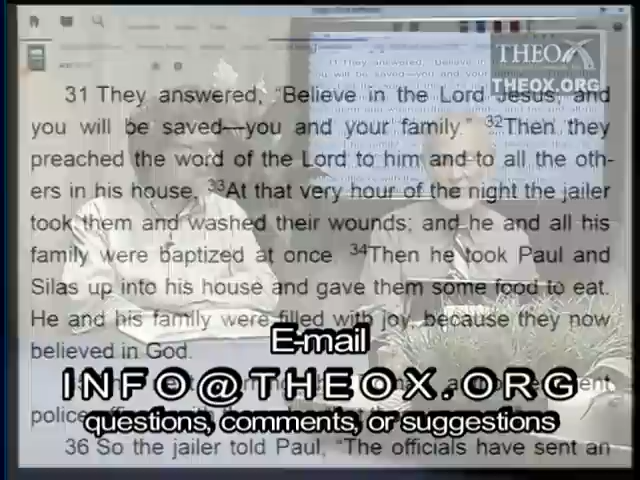 THEOX
THEOX.ORG
31 They answered, “Believe in the Lord Jesus, and
you will be saved—you and your family.” 32Then they
preached the word of the Lord to him and to all the oth-
ers in his house. 33At that very hour of the night the jailer
took them and washed their wounds; and he and all his
family were baptized at once. 34Then he took Paul and
Silas up into his house and gave them some food to eat.
He and his family were filled with joy, because they now
believed in God.
E-mail
INFO@THEOX.ORG
police
questions, comments, or suggestions
36 So the jailer told Paul, “The officials have sent an